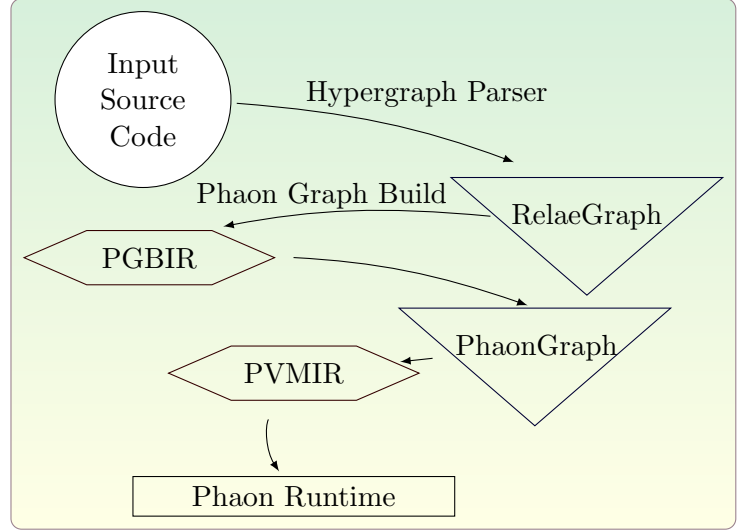 Input
Source
Code
Hypergraph Parser
Phaon Graph Build
RelaeGraph
PGBIR
PhaonGraph
PVMIR
Phaon Runtime